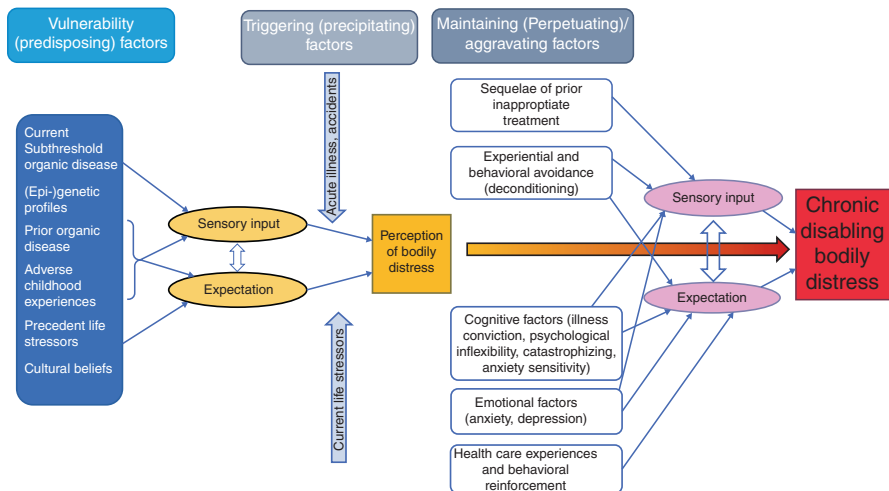 Vulnerability
(predisposing) factors
Triggering (precipitating)
factors
Maintaining (Perpetuating)/
aggravating factors
Current
Subthreshold
organic disease
(Epi-)genetic
profiles
Prior organic
disease
Adverse
childhood
experiences
Precedent life
stressors
Cultural beliefs
Sensory input
Expectation
Acute illness, accidents
Current life stressors
Perception
of bodily
distress
Sequelae of prior
inappropriate
treatment
Experiential and
behavioral avoidance
(deconditioning)
Cognitive factors (illness
conviction, psychological
inflexibility, catastrophizing,
anxiety sensitivity)
Emotional factors
(anxiety, depression)
Health care experiences
and behavioral
reinforcement
Sensory input
Expectation
Chronic
disabling
bodily
distress